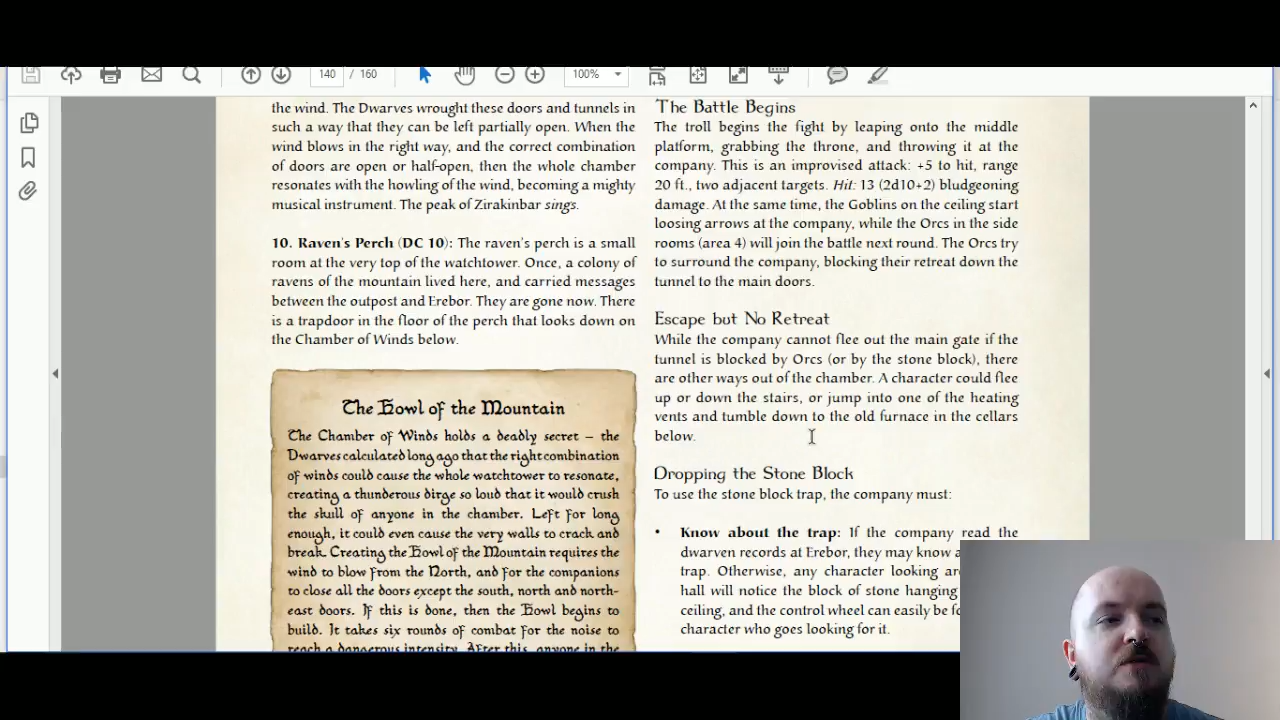 140 / 160
100%
the wind. The Dwarves wrought these doors and tunnels in
such a way that they can be left partially open. When the
wind blows in the right way, and the correct combination
of doors are open or half-open, then the whole chamber
resonates with the howling of the wind, becoming a mighty
musical instrument. The peak of Zirakinbar sings.
10. Raven's Perch (DC 10): The raven's perch is a small
room at the very top of the watchtower. Once, a colony of
ravens of the mountain lived here, and carried messages
between the outpost and Erebor. They are gone now. There
is a trapdoor in the floor of the perch that looks down on
the Chamber of Winds below.
The Howl of the Mountain
The Chamber of Winds holds a deadly secret – the
Dwarves calculated long ago that the right combination
of winds could cause the whole watchtower to resonate,
creating a thunderous dirge so loud that it would crush
the skull of anyone in the chamber. Left for long
enough, it could even cause the very walls to crack and
break. Creating the Howl of the Mountain requires the
wind to blow from the North, and for the companions
to close all the doors except the south, north and north-
east doors. If this is done, then the Howl begins to
build. It takes six rounds of combat for the noise to
reach a dangerous intensity. After this, anyone in the
The Battle Begins
The troll begins the fight by leaping onto the middle
platform, grabbing the throne, and throwing it at the
company. This is an improvised attack: +5 to hit, range
20 ft., two adjacent targets. Hit: 13 (2d10+2) bludgeoning
damage. At the same time, the Goblins on the ceiling start
loosing arrows at the company, while the Orcs in the side
rooms (area 4) will join the battle next round. The Orcs try
to surround the company, blocking their retreat down the
tunnel to the main doors.
Escape but No Retreat
While the company cannot flee out the main gate if the
tunnel is blocked by Orcs (or by the stone block), there
are other ways out of the chamber. A character could flee
up or down the stairs, or jump into one of the heating
vents and tumble down to the old furnace in the cellars
below.
Dropping the Stone Block
To use the stone block trap, the company must:
• Know about the trap: If the company read the
dwarven records at Erebor, they may know
trap. Otherwise, any character looking
hall will notice the block of stone hanging
ceiling, and the control wheel can easily be
character who goes looking for it.